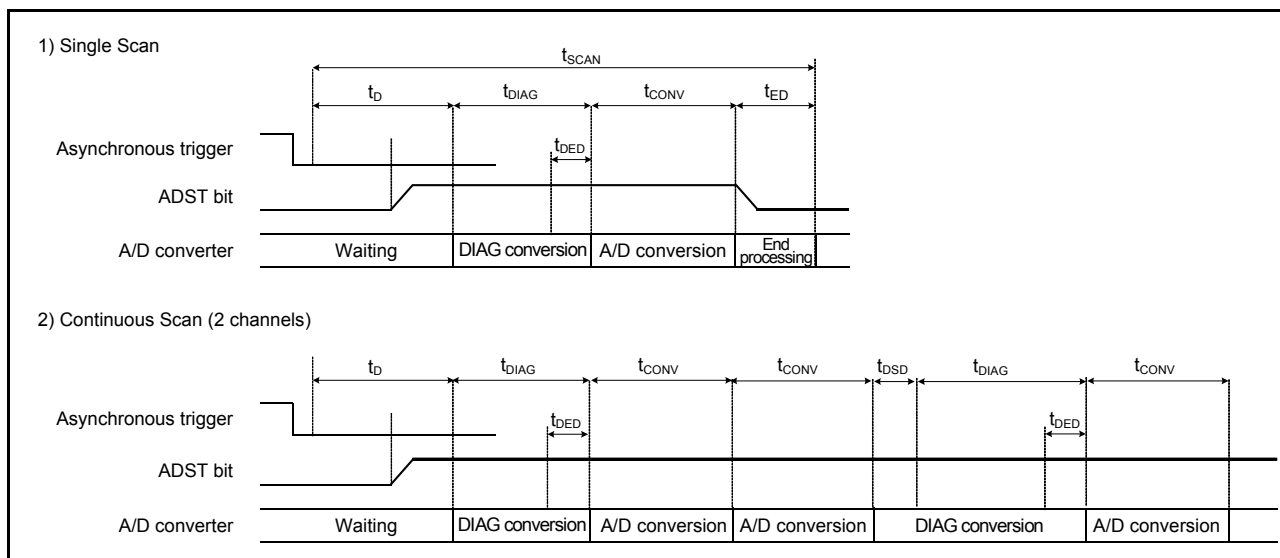 1) Single Scan
tSCAN
tD tDIAG tCONV tED
Asynchronous trigger
tDED
ADST bit
A/D converter Waiting DIAG conversion A/D conversion End processing
2) Continuous Scan (2 channels)
tD tDIAG tCONV tCONV tDSD tDIAG tCONV
Asynchronous trigger
tDED tDED
ADST bit
A/D converter Waiting DIAG conversion A/D conversion A/D conversion DIAG conversion A/D conversion